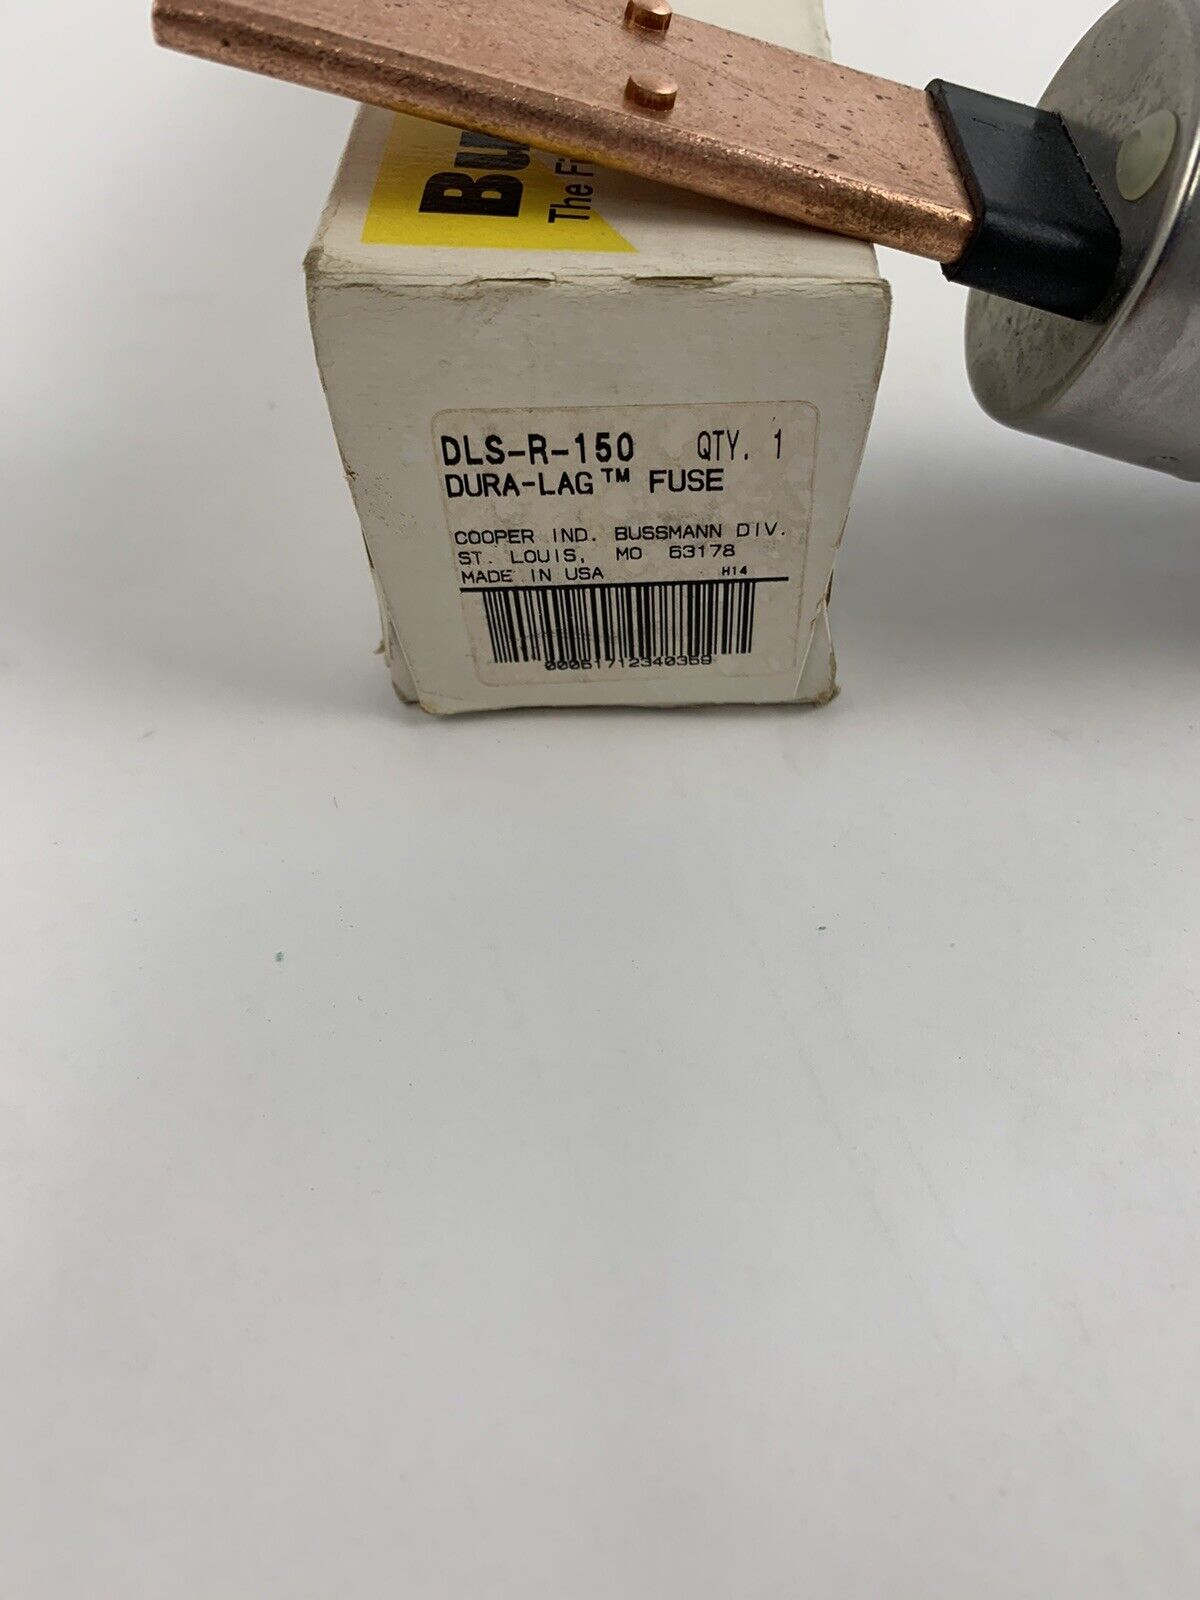 The
DLS-R-150 QTY. 1
DURA-LAG™ FUSE
COOPER IND. BUSSMANN DIV.
ST. LOUIS, MO 63178
MADE IN USA H14